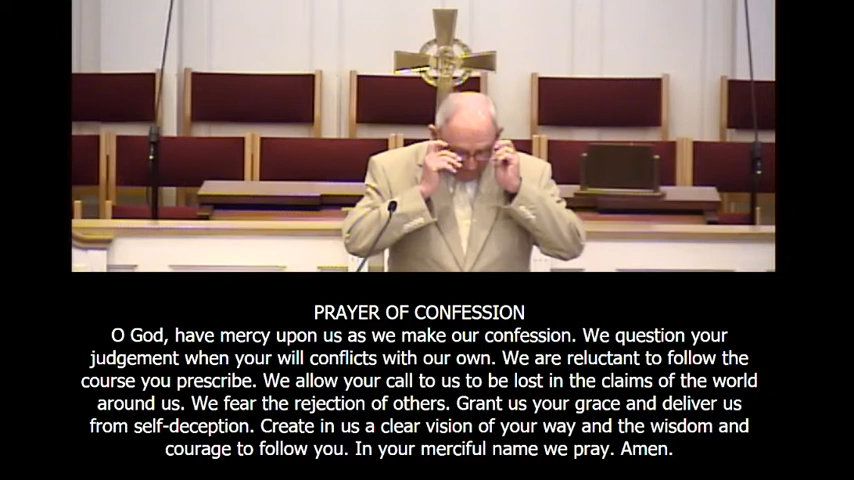 PRAYER OF CONFESSION
O God, have mercy upon us as we make our confession. We question your
judgement when your will conflicts with our own. We are reluctant to follow the
course you prescribe. We allow your call to us to be lost in the claims of the world
around us. We fear the rejection of others. Grant us your grace and deliver us
from self-deception. Create in us a clear vision of your way and the wisdom and
courage to follow you. In your merciful name we pray. Amen.